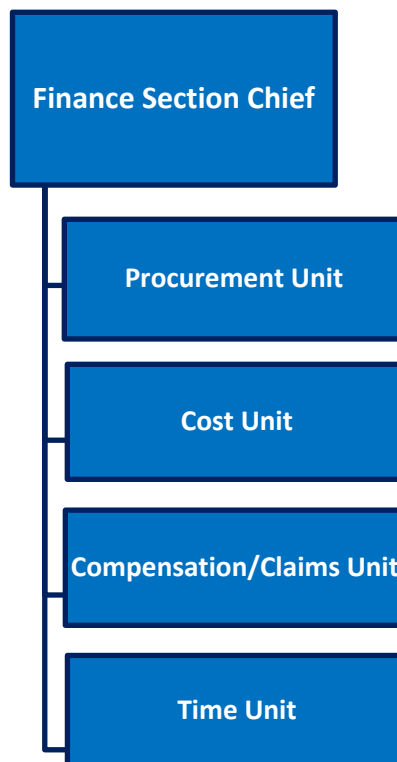 Finance Section Chief
Procurement Unit
Cost Unit
Compensation/Claims Unit
Time Unit